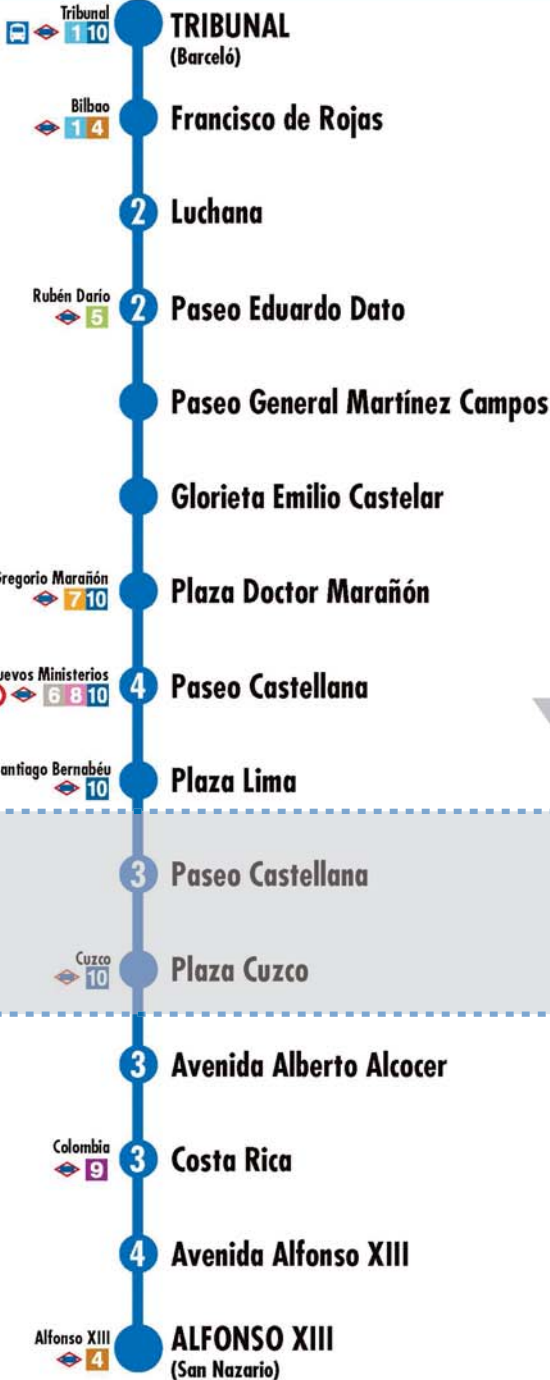 Tribunal
1 10
TRIBUNAL
(Barceló)
Bilbao
1 4
Francisco de Rojas
2
Luchana
Rubén Darío
5
2
Paseo Eduardo Dato
Paseo General Martínez Campos
Glorieta Emilio Castelar
Gregorio Marañón
7 10
Plaza Doctor Marañón
uevos Ministerios
6 8 10
4
Paseo Castellana
antiago Bernabéu
10
Plaza Lima
3
Paseo Castellana
Cuzco
10
Plaza Cuzco
3
Avenida Alberto Alcocer
Colombia
9
3
Costa Rica
4
Avenida Alfonso XIII
Alfonso XIII
4
ALFONSO XIII
(San Nazario)